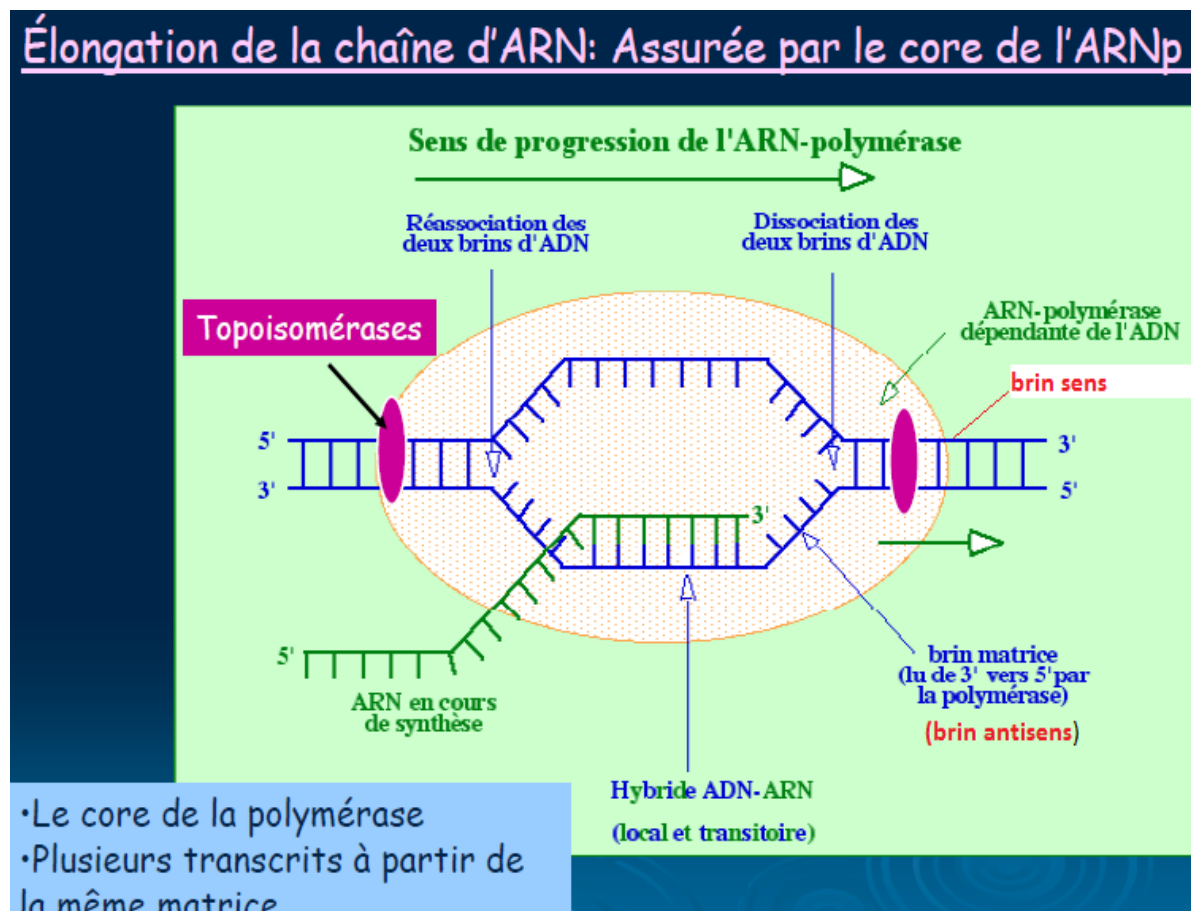 Élongation de la chaîne d'ARN: Assurée par le core de l'ARNp
Sens de progression de l'ARN-polymérase
Réassociation des
deux brins d'ADN
Dissociation des
deux brins d'ADN
Topoisomérases
ARN-polymérase
dépendante de l'ADN
brin sens
5'
3'
3'
5'
3'
5'
ARN en cours
de synthèse
brin matrice
(lu de 3' vers 5'par
la polymérase)
(brin antisens)
Hybride ADN-ARN
(local et transitoire)
•Le core de la polymérase
•Plusieurs transcrits à partir de
la même matrice